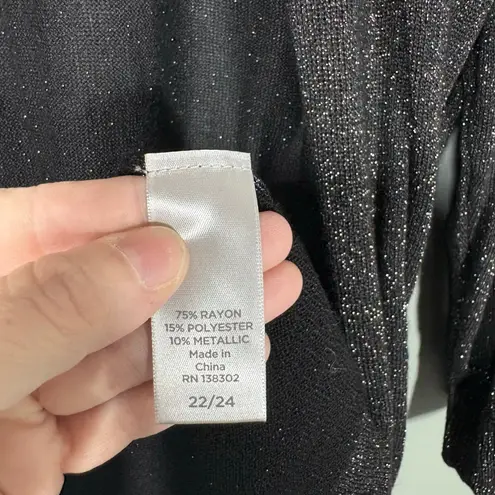 75% RAYON
15% POLYESTER
10% METALLIC
Made in
China
RN 138302
22/24